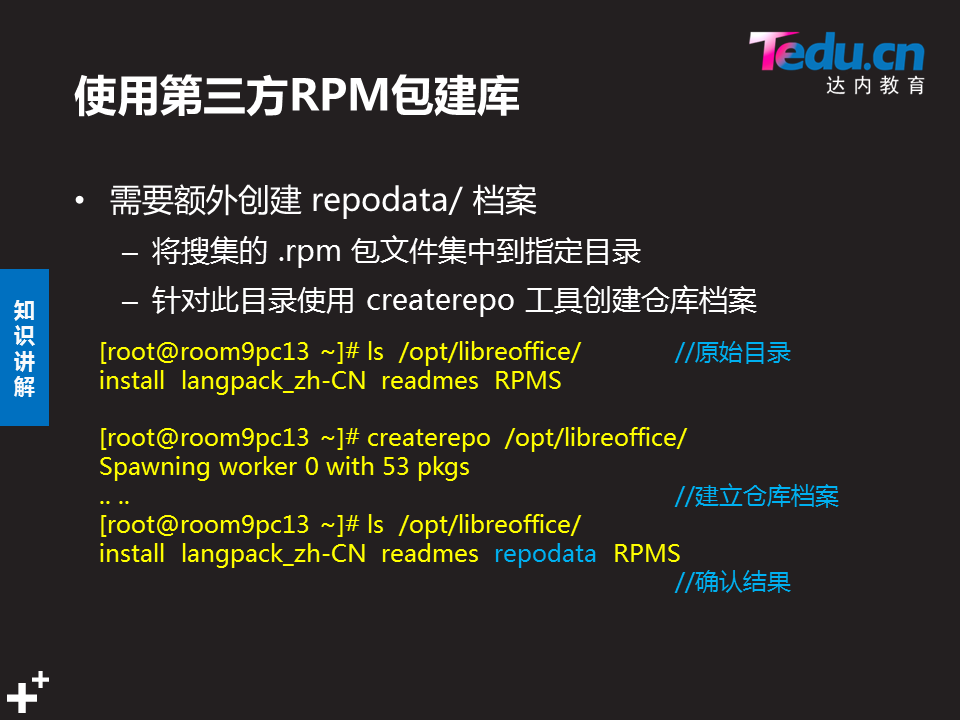 Tedu.cn
达内教育
使用第三方RPM包建库
• 需要额外创建 repodata/ 档案
– 将搜集的 .rpm 包文件集中到指定目录
– 针对此目录使用 createrepo 工具创建仓库档案
知识讲解
[root@room9pc13 ~]# ls /opt/libreoffice/ //原始目录
install langpack_zh-CN readmes RPMS
[root@room9pc13 ~]# createrepo /opt/libreoffice/
Spawning worker 0 with 53 pkgs
.. .. //建立仓库档案
[root@room9pc13 ~]# ls /opt/libreoffice/
install langpack_zh-CN readmes repodata RPMS
//确认结果